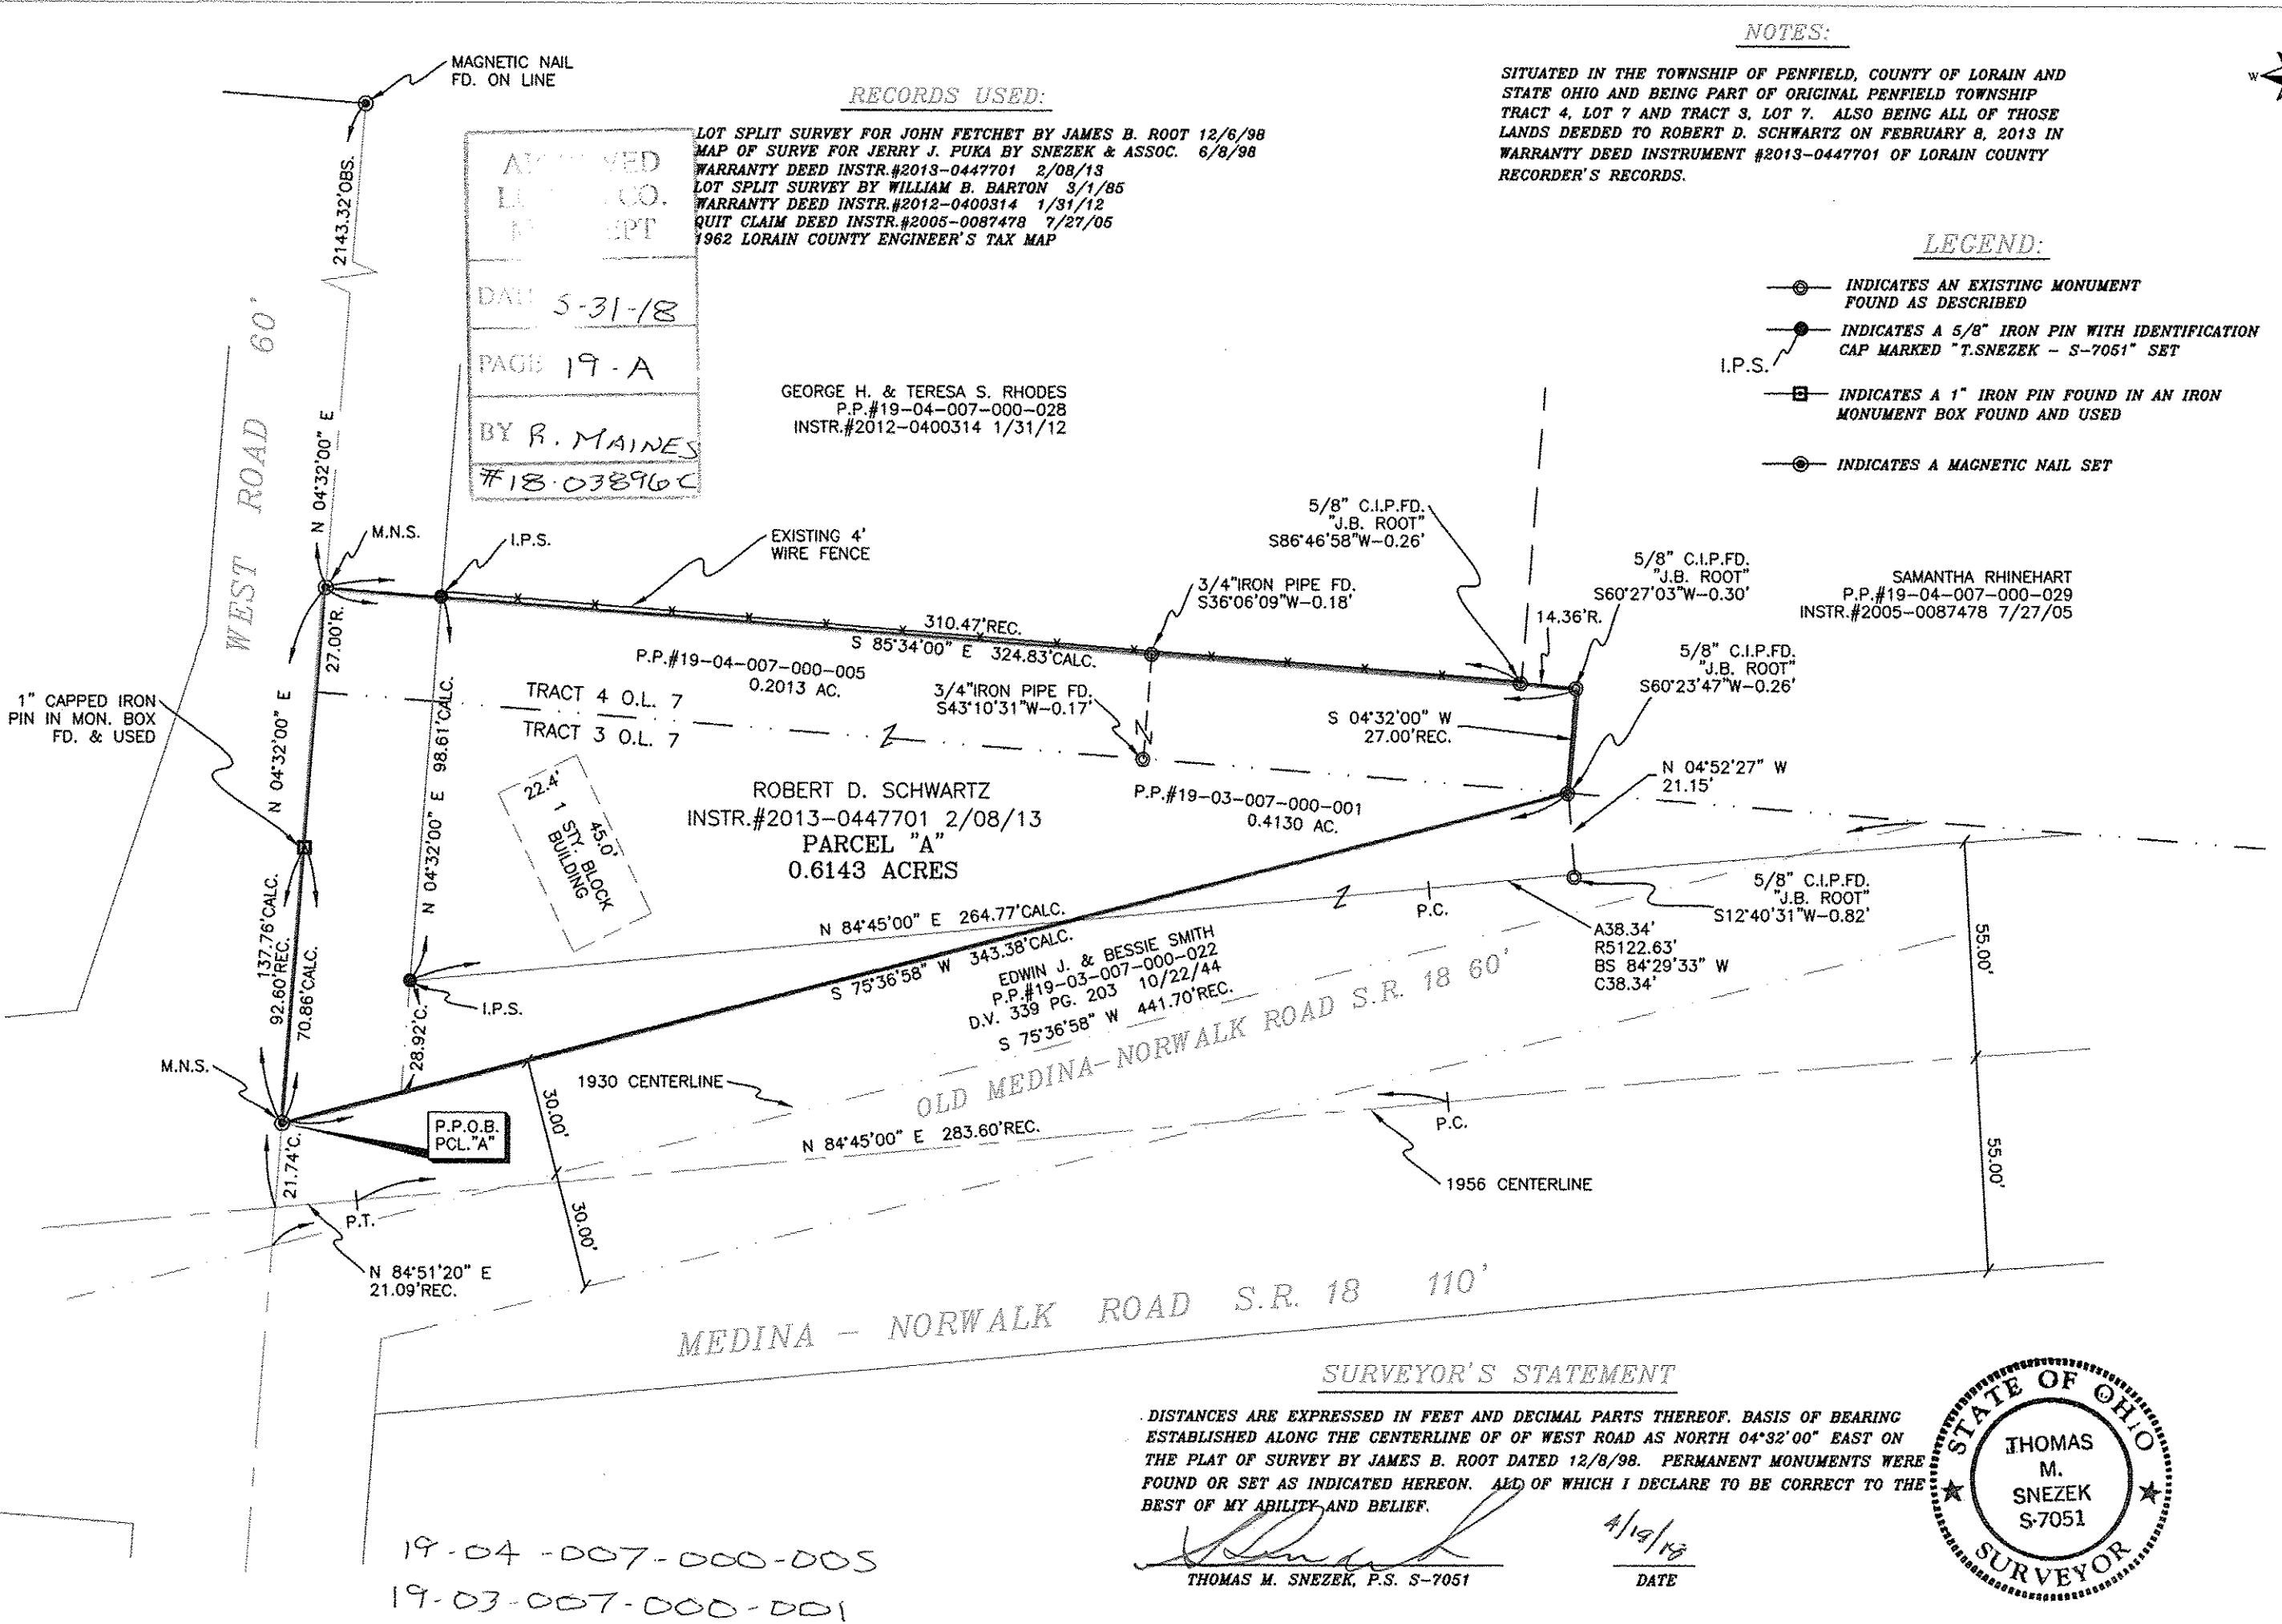 NOTES:
SITUATED IN THE TOWNSHIP OF PENFIELD, COUNTY OF LORAIN AND
STATE OHIO AND BEING PART OF ORIGINAL PENFIELD TOWNSHIP
TRACT 4, LOT 7 AND TRACT 3, LOT 7. ALSO BEING ALL OF THOSE
LANDS DEEDED TO ROBERT D. SCHWARTZ ON FEBRUARY 8, 2013 IN
WARRANTY DEED INSTRUMENT #2013-0447701 OF LORAIN COUNTY
RECORDER'S RECORDS.
W
MAGNETIC NAIL
FD. ON LINE
RECORDS USED:
LOT SPLIT SURVEY FOR JOHN FETCHET BY JAMES B. ROOT 12/6/98
MAP OF SURVE FOR JERRY J. PUKA BY SNEZEK & ASSOC. 6/8/98
WARRANTY DEED INSTR.#2013-0447701 2/08/13
LOT SPLIT SURVEY BY WILLIAM B. BARTON 3/1/85
WARRANTY DEED INSTR.#2012-0400314 1/31/12
QUIT CLAIM DEED INSTR.#2005-0087478 7/27/05
1962 LORAIN COUNTY ENGINEER'S TAX MAP
CO.
5-31-18
PAGE 19-A
BY R. MAINES
#18-03896C
LEGEND:
INDICATES AN EXISTING MONUMENT
FOUND AS DESCRIBED
INDICATES A 5/8" IRON PIN WITH IDENTIFICATION
CAP MARKED "T.SNEZEK - S-7051" SET
I.P.S.
INDICATES A 1" IRON PIN FOUND IN AN IRON
MONUMENT BOX FOUND AND USED
INDICATES A MAGNETIC NAIL SET
2143.32'OBS.
N 04°32'00" E
WEST ROAD 60'
GEORGE H. & TERESA S. RHODES
P.P.#19-04-007-000-028
INSTR.#2012-0400314 1/31/12
M.N.S.
I.P.S.
EXISTING 4'
WIRE FENCE
5/8" C.I.P.FD.
"J.B. ROOT"
S86°46'58"W-0.26'
3/4"IRON PIPE FD.
S36°06'09"W-0.18'
5/8" C.I.P.FD.
"J.B. ROOT"
S60°27'03"W-0.30'
14.36'R.
SAMANTHA RHINEHART
P.P.#19-04-007-000-029
INSTR.#2005-0087478 7/27/05
5/8" C.I.P.FD.
"J.B. ROOT"
S60°23'47"W-0.26'
27.00'R.
310.47'REC.
S 85°34'00" E 324.83'CALC.
P.P.#19-04-007-000-005
0.2013 AC.
3/4"IRON PIPE FD.
S43°10'31"W-0.17'
S 04°32'00" W
27.00'REC.
1" CAPPED IRON
PIN IN MON. BOX
FD. & USED
N 04°32'00" E
TRACT 4 O.L. 7
TRACT 3 O.L. 7
N 04°32'00" E 98.61'CALC.
22.4'
45.0'
1 STY. BLOCK
BUILDING
ROBERT D. SCHWARTZ
INSTR.#2013-0447701 2/08/13
PARCEL "A"
0.6143 ACRES
P.P.#19-03-007-000-001
0.4130 AC.
N 04°52'27" W
21.15'
5/8" C.I.P.FD.
"J.B. ROOT"
S12°40'31"W-0.82'
P.C.
A38.34'
R5122.63'
BS 84°29'33" W
C38.34'
55.00'
N 84°45'00" E 264.77'CALC.
S 75°36'58" W 343.38'CALC.
EDWIN J. & BESSIE SMITH
P.P.#19-03-007-000-022
D.V. 339 PG. 203 10/22/44
S 75°36'58" W 441.70'REC.
OLD MEDINA-NORWALK ROAD S.R. 18 60'
137.76'CALC.
92.60'REC.
70.86'CALC.
28.92'C.
I.P.S.
M.N.S.
P.P.O.B.
PCL."A"
1930 CENTERLINE
30.00'
N 84°45'00" E 283.60'REC.
P.C.
1956 CENTERLINE
55.00'
21.74'C.
P.T.
30.00'
N 84°51'20" E
21.09'REC.
MEDINA - NORWALK ROAD S.R. 18 110'
SURVEYOR'S STATEMENT
DISTANCES ARE EXPRESSED IN FEET AND DECIMAL PARTS THEREOF. BASIS OF BEARING
ESTABLISHED ALONG THE CENTERLINE OF OF WEST ROAD AS NORTH 04°32'00" EAST ON
THE PLAT OF SURVEY BY JAMES B. ROOT DATED 12/8/98. PERMANENT MONUMENTS WERE
FOUND OR SET AS INDICATED HEREON. ALL OF WHICH I DECLARE TO BE CORRECT TO THE
BEST OF MY ABILITY AND BELIEF.
4/19/18
THOMAS M. SNEZEK, P.S. S-7051
DATE
STATE OF OHIO
THOMAS
M.
SNEZEK
S-7051
SURVEYOR
19-04-007-000-005
19-03-007-000-001